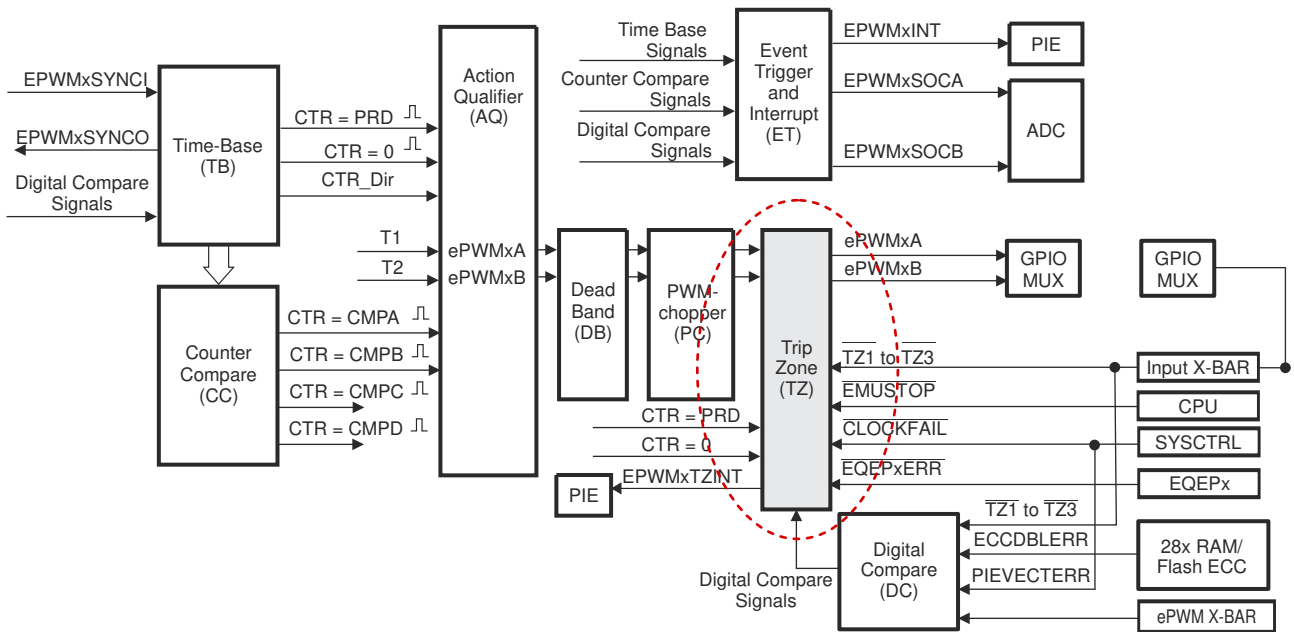 EPWMxSYNCI
EPWMxSYNCO
Digital Compare
Signals
Time-Base
(TB)
CTR = PRD
CTR = 0
CTR_Dir
T1
T2
Action
Qualifier
(AQ)
ePWMxA
ePWMxB
Counter
Compare
(CC)
CTR = CMPA
CTR = CMPB
CTR = CMPC
CTR = CMPD
Time Base
Signals
Counter Compare
Signals
Digital Compare
Signals
Event
Trigger
and
Interrupt
(ET)
EPWMxINT
EPWMxSOCA
EPWMxSOCB
PIE
ADC
Dead
Band
(DB)
PWM-
chopper
(PC)
Trip
Zone
(TZ)
ePWMxA
ePWMxB
GPIO
MUX
GPIO
MUX
TZ1 to TZ3
Input X-BAR
EMUSTOP
CPU
CLOCKFAIL
SYSCTRL
EQEPxERR
EQEPx
CTR = PRD
CTR = 0
EPWMxTZINT
PIE
Digital Compare
Signals
Digital
Compare
(DC)
TZ1 to TZ3
ECCDBLERR
28x RAM/
Flash ECC
PIEVECTERR
ePWM X-BAR